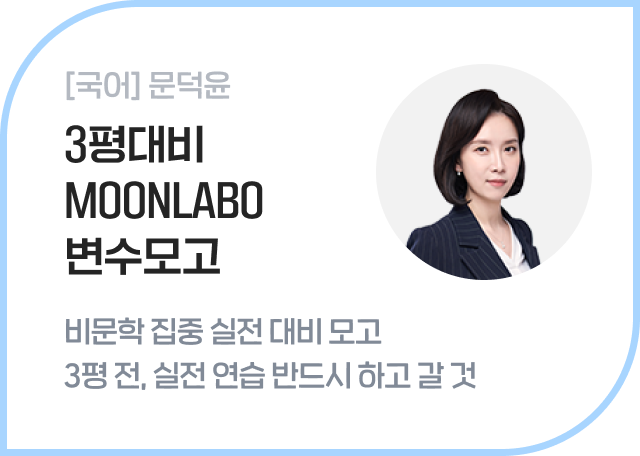 [국어] 문덕윤
3평대비
MOONLABO
변수모고
비문학 집중 실전 대비 모고
3평 전, 실전 연습 반드시 하고 갈 것